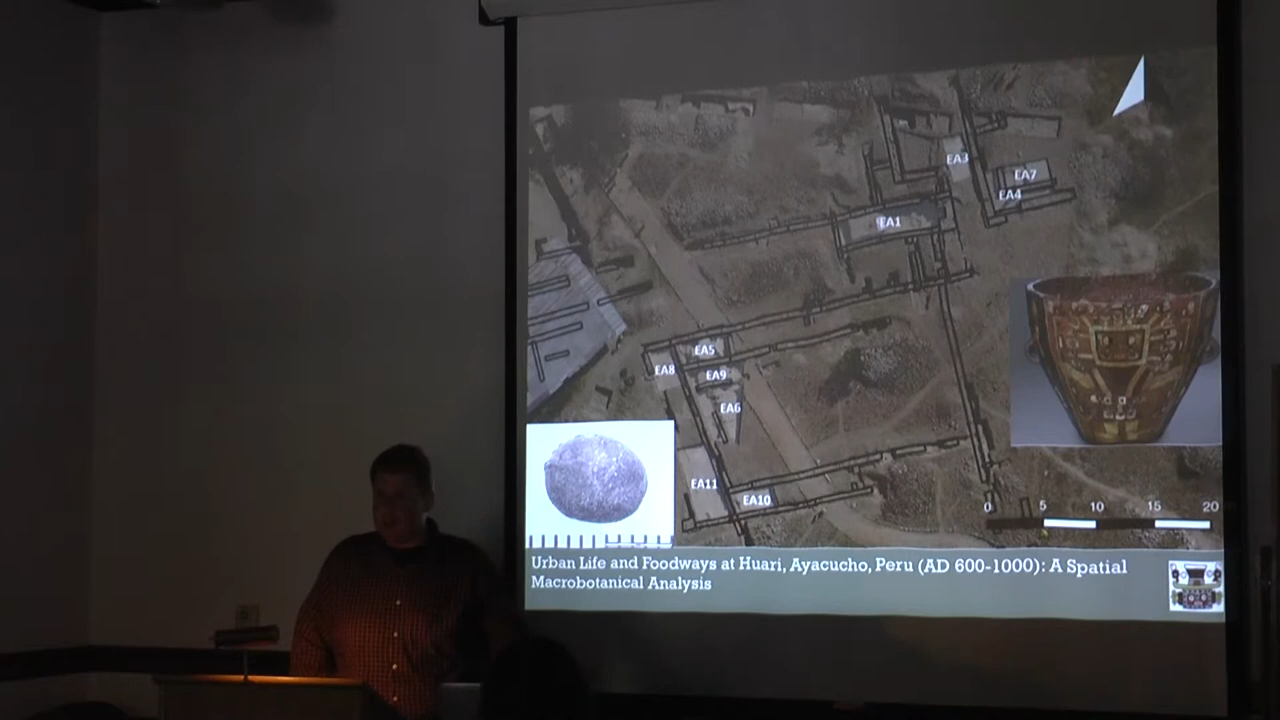 EA3
EA7
EA4
EA1
EA5
EA8
EA9
EA6
EA11
EA10
0 5 10 15 20
Urban Life and Foodways at Huari, Ayacucho, Peru (AD 600-1000): A Spatial
Macrobotanical Analysis